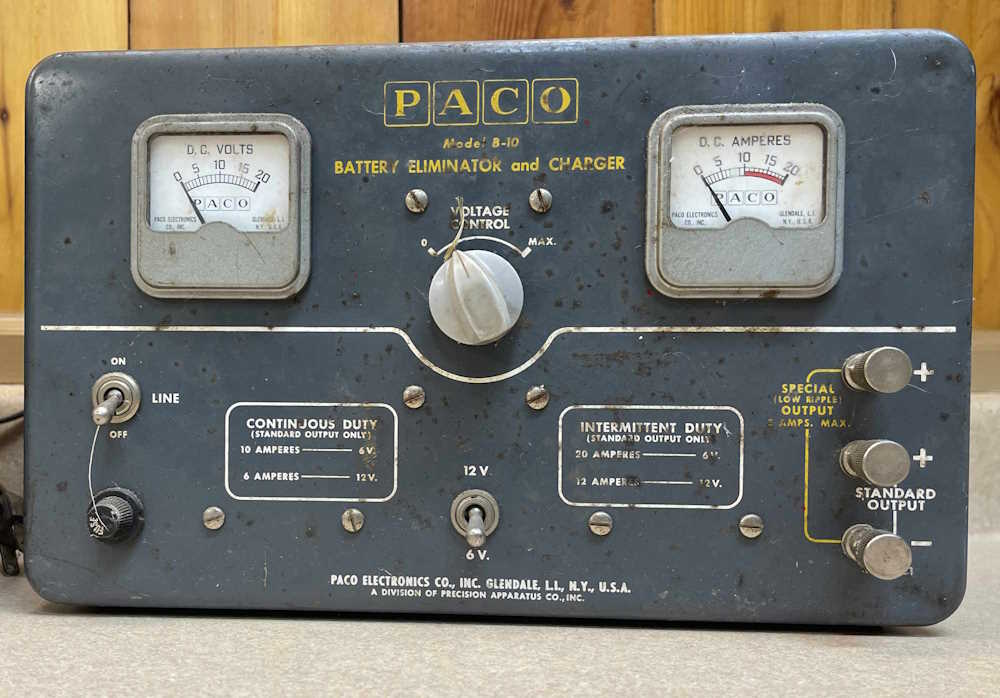 PACO
Model B-10
BATTERY ELIMINATOR and CHARGER
D.C. VOLTS
0 5 10 15 20
PACO
PACO ELECTRONICS CO., INC.
GLENDALE, L.I. N.Y., U.S.A.
D.C. AMPERES
0 5 10 15 20
PACO
PACO ELECTRONICS CO., INC.
GLENDALE, L.I. N.Y., U.S.A.
VOLTAGE
CONTROL
0 MAX.
ON
LINE
OFF
CONTINUOUS DUTY
(STANDARD OUTPUT ONLY)
10 AMPERES 6V.
6 AMPERES 12V.
12 V.
6 V.
INTERMITTENT DUTY
(STANDARD OUTPUT ONLY)
20 AMPERES 6V.
12 AMPERES 12V.
SPECIAL
(LOW RIPPLE)
OUTPUT
AMPS. MAX.
+
+
STANDARD
OUTPUT
-
PACO ELECTRONICS CO., INC. GLENDALE, L.I., N.Y., U.S.A.
A DIVISION OF PRECISION APPARATUS CO., INC.